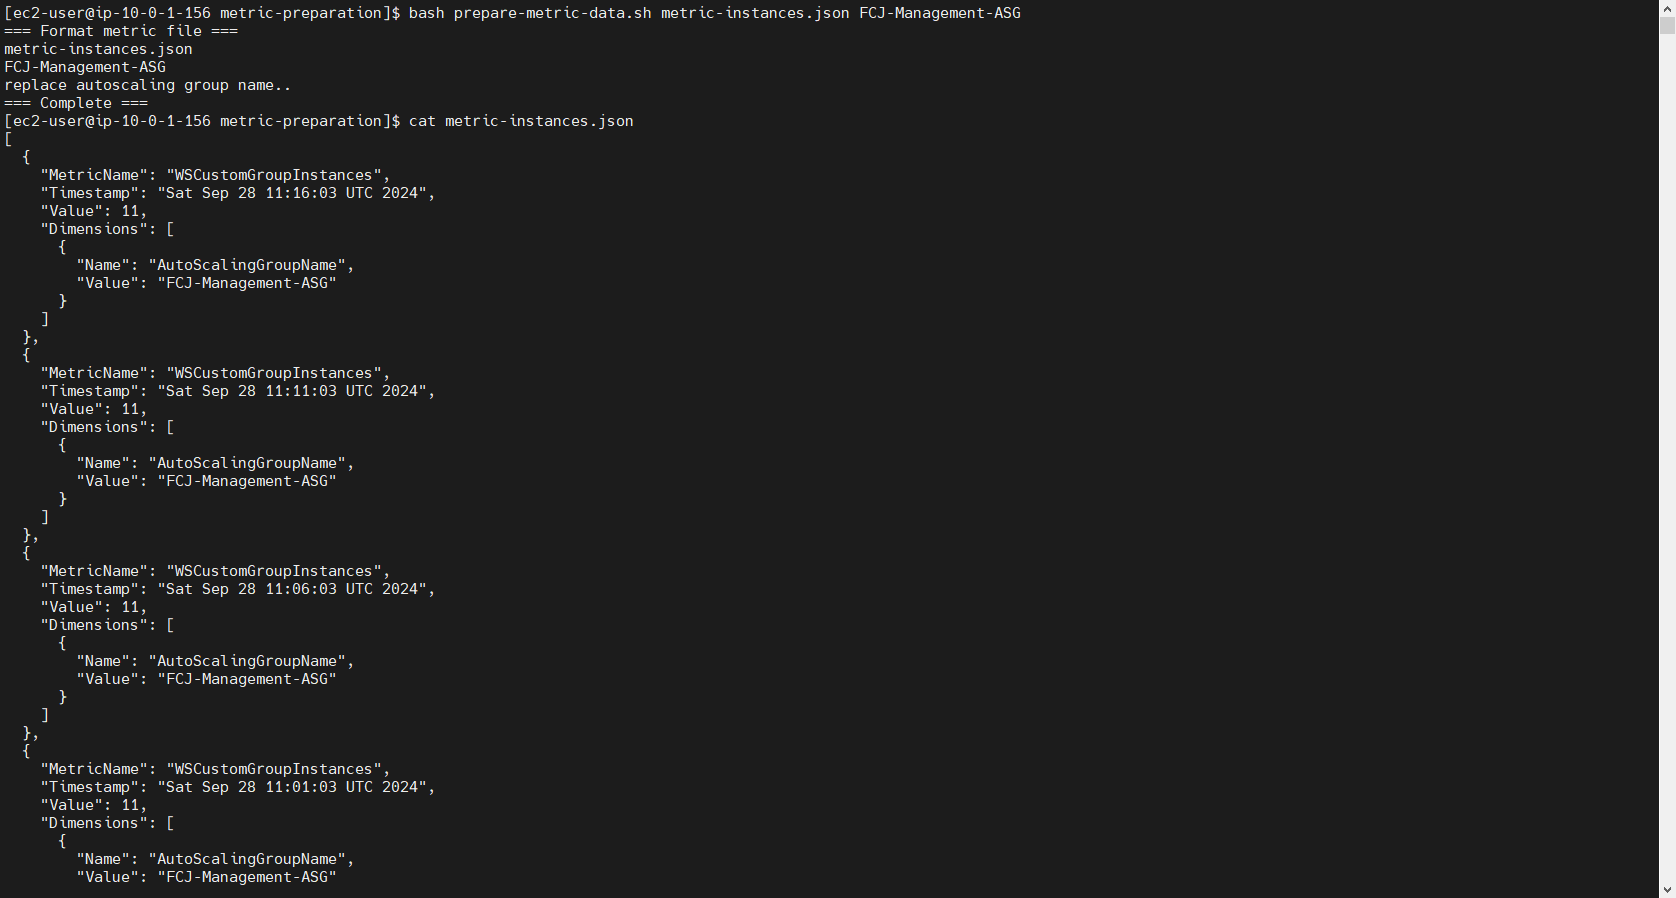 [ec2-user@ip-10-0-1-156 metric-preparation]$ bash prepare-metric-data.sh metric-instances.json FCJ-Management-ASG
=== Format metric file ===
metric-instances.json
FCJ-Management-ASG
replace autoscaling group name..
=== Complete ===
[ec2-user@ip-10-0-1-156 metric-preparation]$ cat metric-instances.json
[
  {
    "MetricName": "WSCustomGroupInstances",
    "Timestamp": "Sat Sep 28 11:16:03 UTC 2024",
    "Value": 11,
    "Dimensions": [
      {
        "Name": "AutoScalingGroupName",
        "Value": "FCJ-Management-ASG"
      }
    ]
  },
  {
    "MetricName": "WSCustomGroupInstances",
    "Timestamp": "Sat Sep 28 11:11:03 UTC 2024",
    "Value": 11,
    "Dimensions": [
      {
        "Name": "AutoScalingGroupName",
        "Value": "FCJ-Management-ASG"
      }
    ]
  },
  {
    "MetricName": "WSCustomGroupInstances",
    "Timestamp": "Sat Sep 28 11:06:03 UTC 2024",
    "Value": 11,
    "Dimensions": [
      {
        "Name": "AutoScalingGroupName",
        "Value": "FCJ-Management-ASG"
      }
    ]
  },
  {
    "MetricName": "WSCustomGroupInstances",
    "Timestamp": "Sat Sep 28 11:01:03 UTC 2024",
    "Value": 11,
    "Dimensions": [
      {
        "Name": "AutoScalingGroupName",
        "Value": "FCJ-Management-ASG"